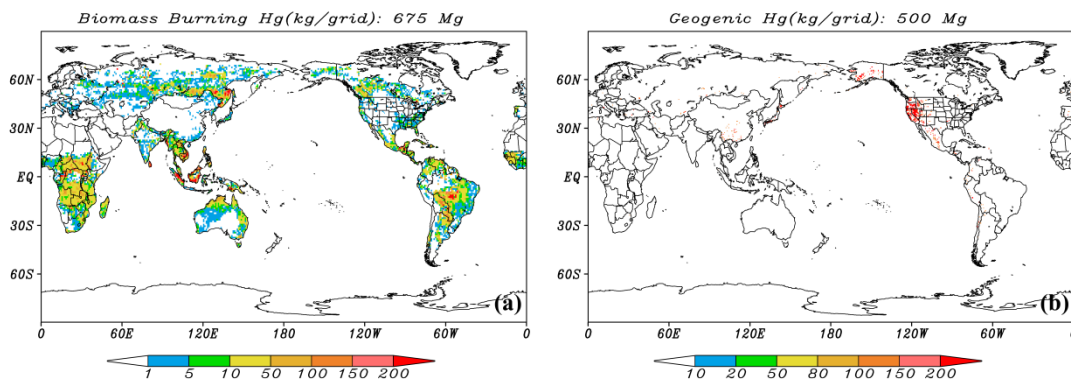 Biomass Burning Hg(kg/grid): 675 Mg
60N
30N
EQ
30S
60S
(a)
0 60E 120E 180 120W 60W 0
1 5 10 50 100 150 200
Geogenic Hg(kg/grid): 500 Mg
60N
30N
EQ
30S
60S
(b)
0 60E 120E 180 120W 60W 0
10 20 50 80 100 150 200